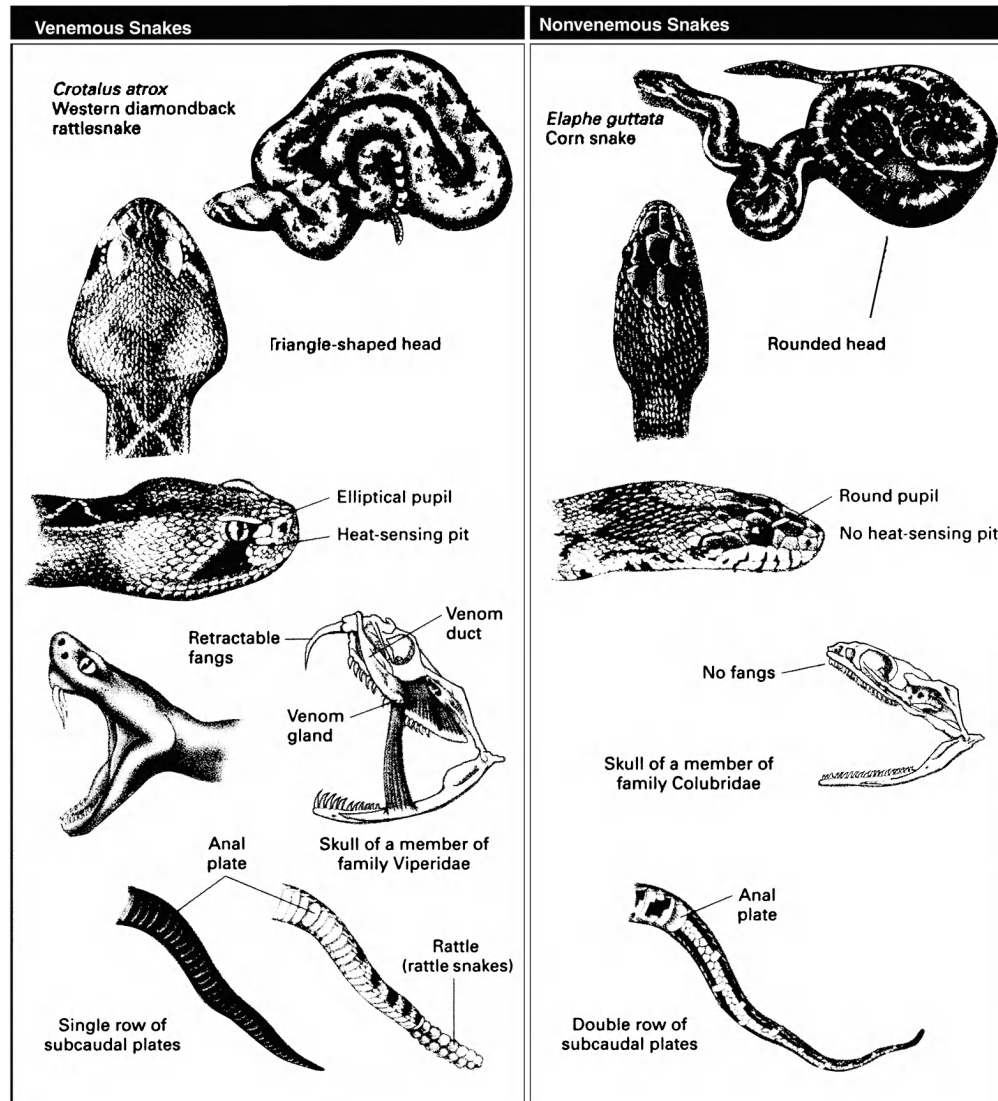 Venemous Snakes
Crotalus atrox
Western diamondback
rattlesnake
Triangle-shaped head
Elliptical pupil
Heat-sensing pit
Retractable
fangs
Venom
duct
Venom
gland
Skull of a member of
family Viperidae
Anal
plate
Rattle
(rattle snakes)
Single row of
subcaudal plates
Nonvenemous Snakes
Elaphe guttata
Corn snake
Rounded head
Round pupil
No heat-sensing pit
No fangs
Skull of a member of
family Colubridae
Anal
plate
Double row of
subcaudal plates